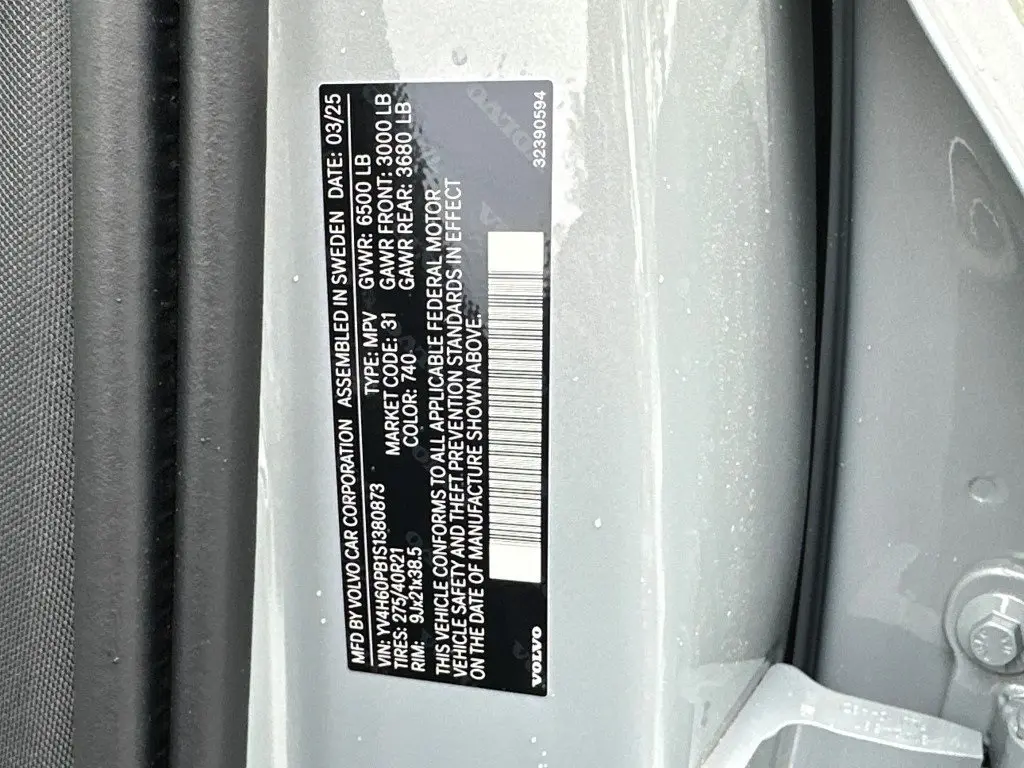 MFD BY VOLVO CAR CORPORATION ASSEMBLED IN SWEDEN DATE: 03/25
VIN: YV4H60PB1S1380873 TYPE: MPV GVWR: 6500 LB
TIRES: 275/40R21 MARKET CODE: 31 GAWR FRONT: 3000 LB
RIM: 9Jx21x38.5 COLOR: 740 GAWR REAR: 3680 LB
THIS VEHICLE CONFORMS TO ALL APPLICABLE FEDERAL MOTOR
VEHICLE SAFETY AND THEFT PREVENTION STANDARDS IN EFFECT
ON THE DATE OF MANUFACTURE SHOWN ABOVE.
VOLVO
32390594